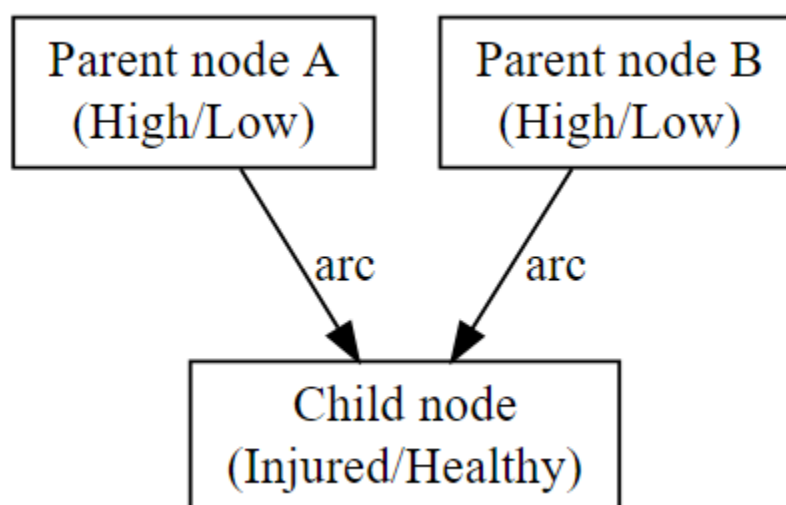 Parent node A
(High/Low)
Parent node B
(High/Low)
arc
arc
Child node
(Injured/Healthy)